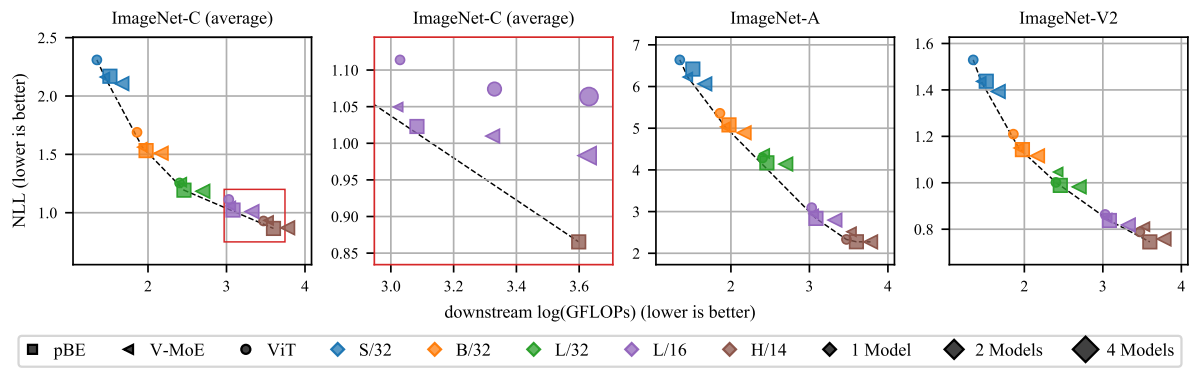 ImageNet-C (average)
ImageNet-C (average)
ImageNet-A
ImageNet-V2
NLL (lower is better)
2.5
2.0
1.5
1.0
2 3 4
1.10
1.05
1.00
0.95
0.90
0.85
3.0 3.2 3.4 3.6
7
6
5
4
3
2
2 3 4
1.6
1.4
1.2
1.0
0.8
2 3 4
downstream log(GFLOPs) (lower is better)
pBE V-MoE ViT S/32 B/32 L/32 L/16 H/14 1 Model 2 Models 4 Models